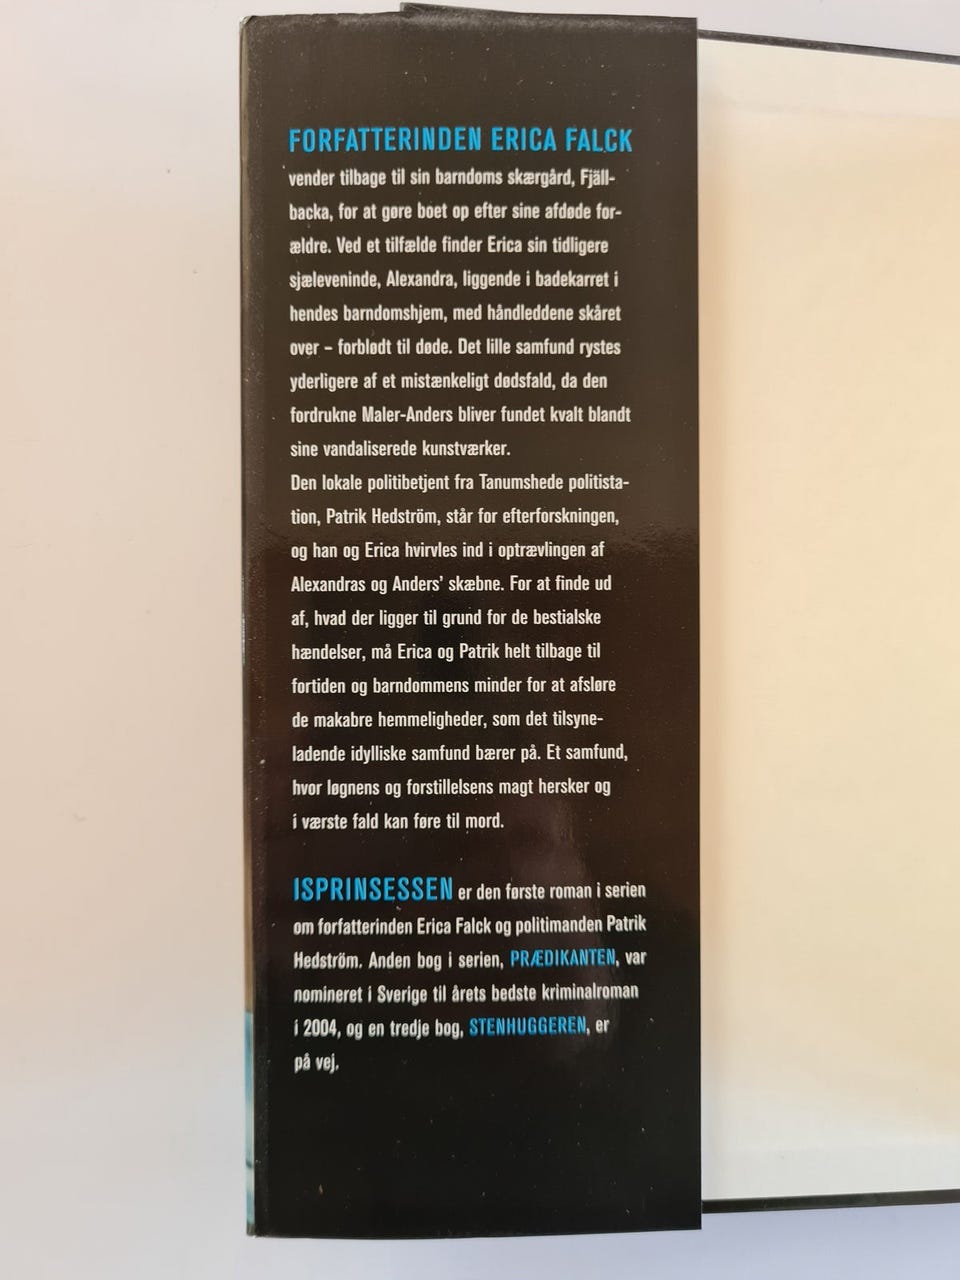 FORFATTERINDEN ERICA FALCK
vender tilbage til sin barndoms skærgård, Fjäll-
backa, for at gøre boet op efter sine afdøde for-
ældre. Ved et tilfælde finder Erica sin tidligere
sjæleveninde, Alexandra, liggende i badekarret i
hendes barndomshjem, med håndleddene skåret
over – forblødt til døde. Det lille samfund rystes
yderligere af et mistænkeligt dødsfald, da den
fordrukne Maler-Anders bliver fundet kvalt blandt
sine vandaliserede kunstværker.
Den lokale politibetjent fra Tanumshede politista-
tion, Patrik Hedström, står for efterforskningen,
og han og Erica hvirvles ind i optrævlingen af
Alexandras og Anders’ skæbne. For at finde ud
af, hvad der ligger til grund for de bestialske
hændelser, må Erica og Patrik helt tilbage til
fortiden og barndommens minder for at afsløre
de makabre hemmeligheder, som det tilsyne-
ladende idylliske samfund bærer på. Et samfund,
hvor løgnens og forstillelsens magt hersker og
i værste fald kan føre til mord.
ISPRINSESSEN er den første roman i serien
om forfatterinden Erica Falck og politimanden Patrik
Hedström. Anden bog i serien, PRÆDIKANTEN, var
nomineret i Sverige til årets bedste kriminalroman
i 2004, og en tredje bog, STENHUGGEREN, er
på vej.